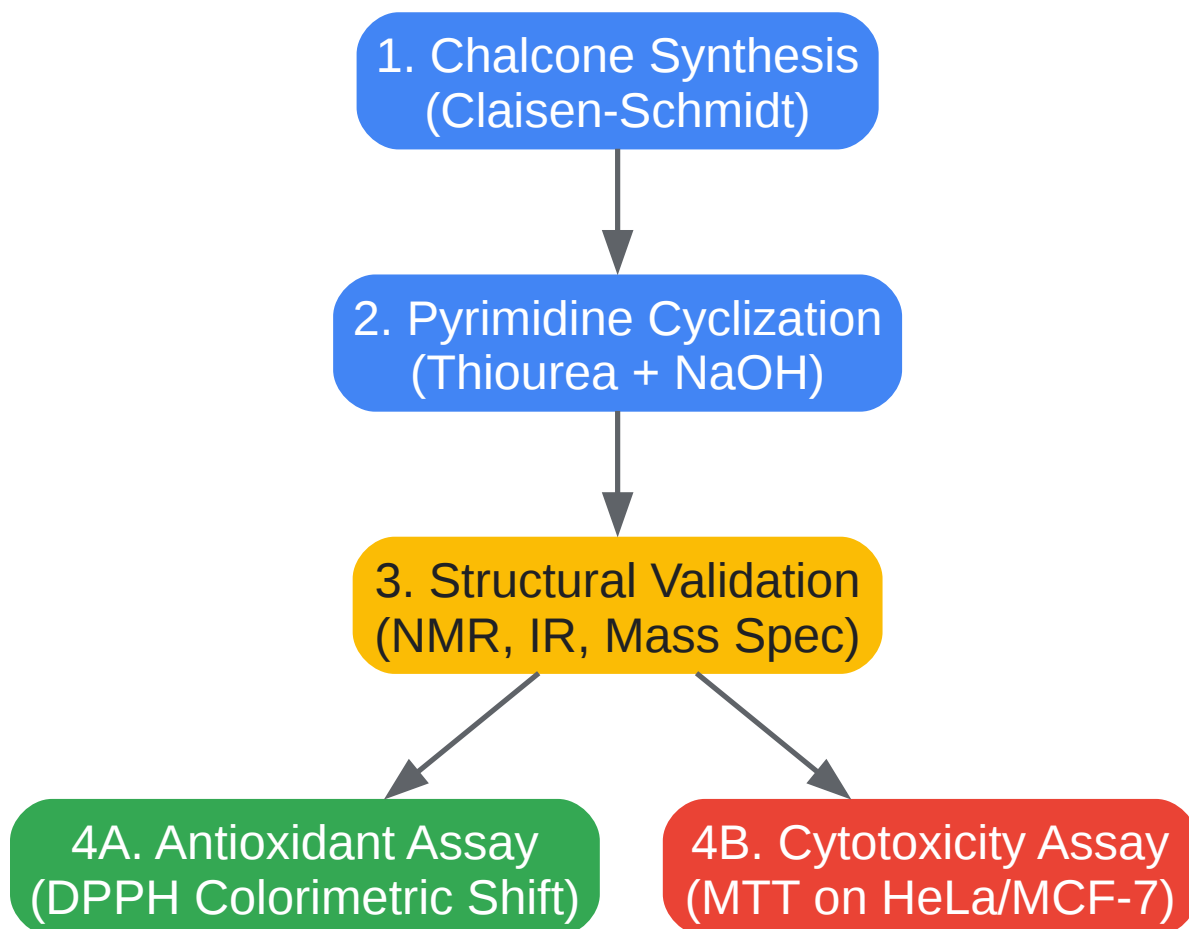 1. Chalcone Synthesis
(Claisen-Schmidt)
2. Pyrimidine Cyclization
(Thiourea + NaOH)
3. Structural Validation
(NMR, IR, Mass Spec)
4A. Antioxidant Assay
(DPPH Colorimetric Shift)
4B. Cytotoxicity Assay
(MTT on HeLa/MCF-7)